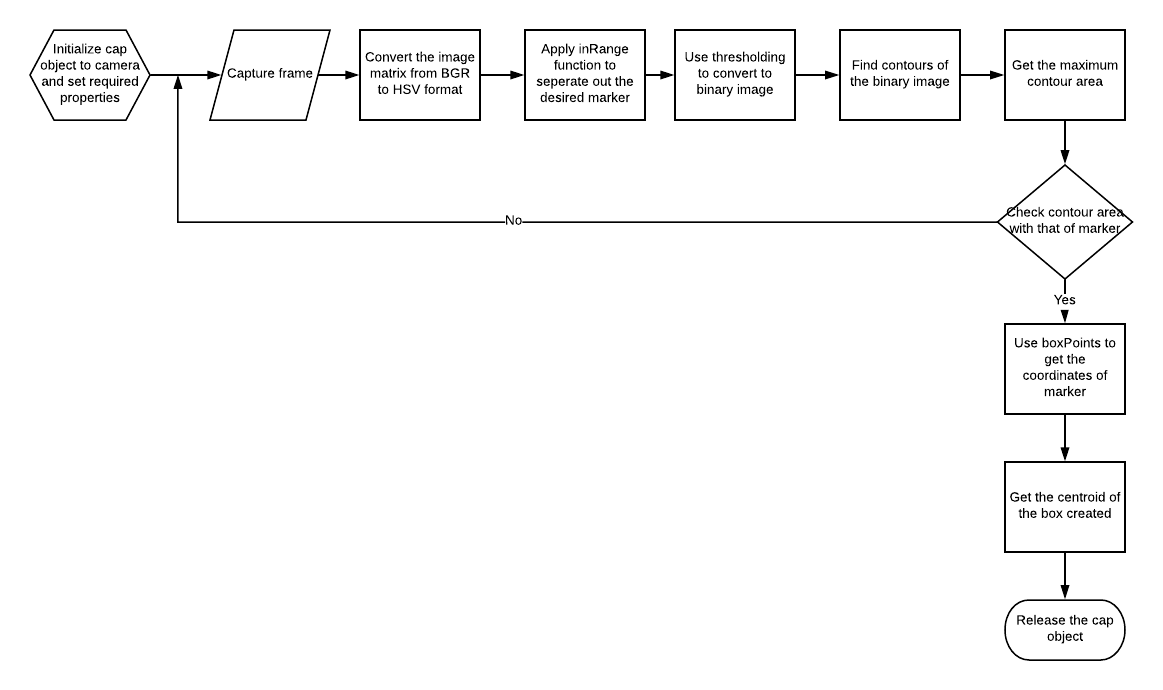 Initialize cap
object to camera
and set required
properties
Capture frame
Convert the image
matrix from BGR
to HSV format
Apply inRange
function to
seperate out the
desired marker
Use thresholding
to convert to
binary image
Find contours of
the binary image
Get the maximum
contour area
Check contour area
with that of marker
No
Yes
Use boxPoints to
get the
coordinates of
marker
Get the centroid of
the box created
Release the cap
object